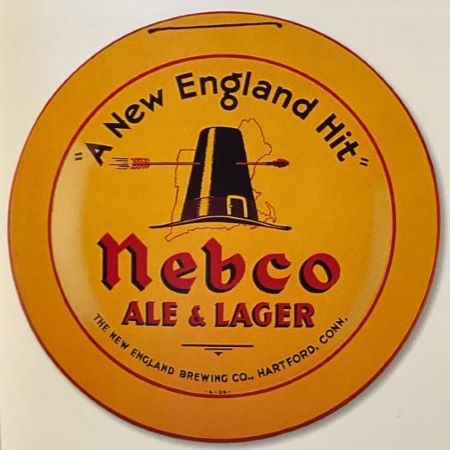 "A New England Hit"
Nebco
ALE & LAGER
THE NEW ENGLAND BREWING CO., HARTFORD, CONN.